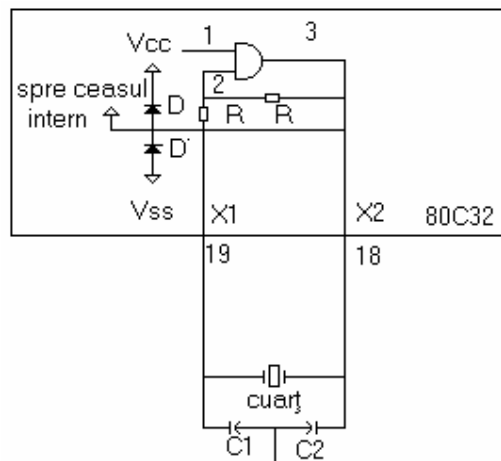 1 3
Vcc
2
spre ceasul
intern
D
R R
D'
Vss
X1 X2 80C32
19 18
cuarţ
C1 C2